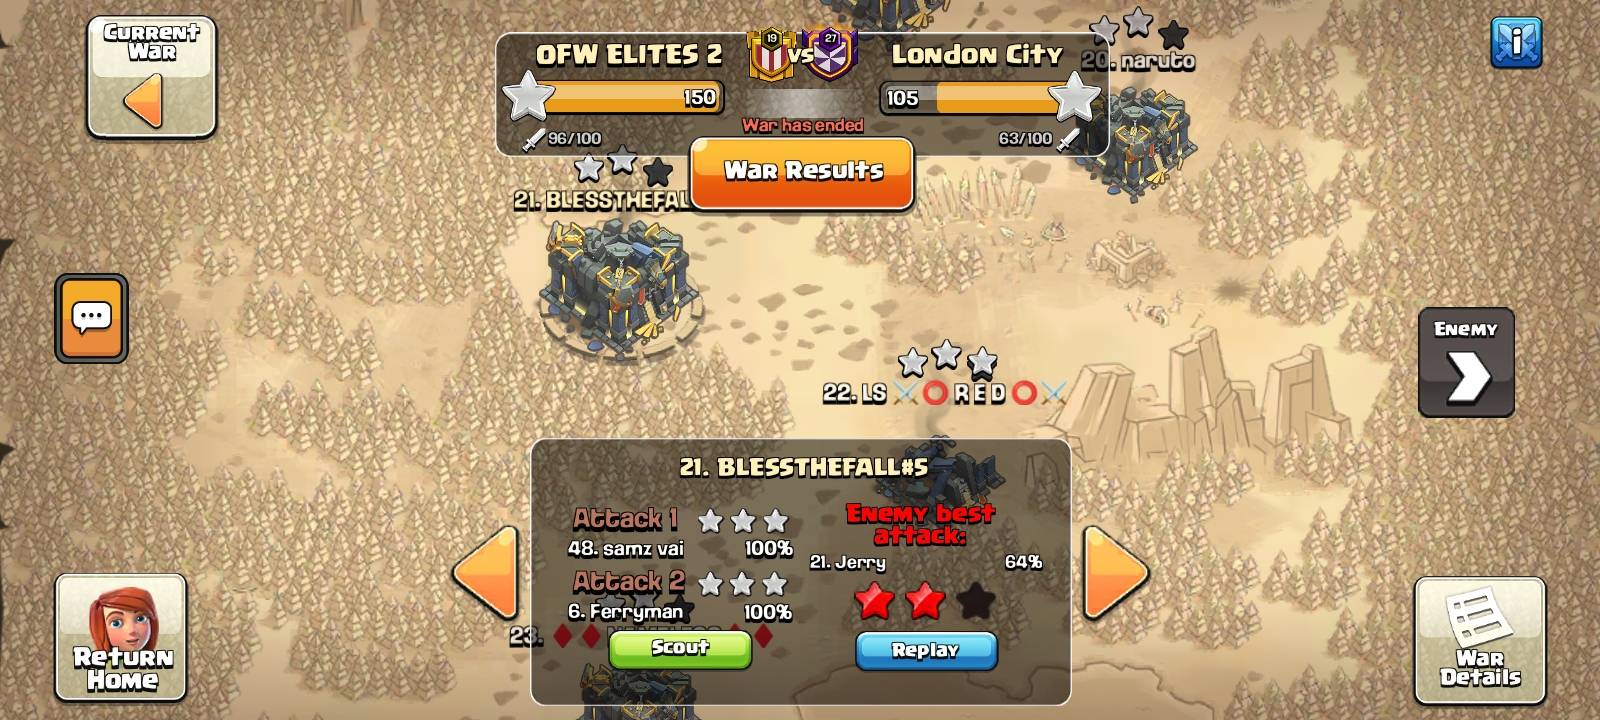 Current
War
OFW ELITES 2
19
VS
27
London City
150
105
War has ended
96/100
63/100
War Results
20. naruto
21. BLESSTHEFAL
Enemy
22. LS ⚔️⭕RED⭕⚔️
21. BLESSTHEFALL#5
Attack 1
48. samz vai 100%
Attack 2
6. Ferryman 100%
Enemy best
attack:
21. Jerry 64%
23.
Scout
Replay
Return
Home
War
Details